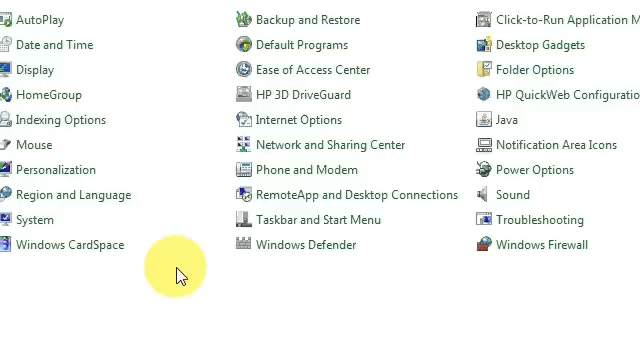 AutoPlay Backup and Restore Click-to-Run Application M
Date and Time Default Programs Desktop Gadgets
Display Ease of Access Center Folder Options
HomeGroup HP 3D DriveGuard HP QuickWeb Configuratio
Indexing Options Internet Options Java
Mouse Network and Sharing Center Notification Area Icons
Personalization Phone and Modem Power Options
Region and Language RemoteApp and Desktop Connections Sound
System Taskbar and Start Menu Troubleshooting
Windows CardSpace Windows Defender Windows Firewall